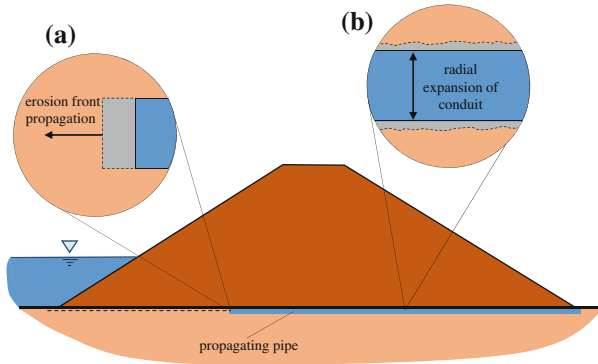 (a)
erosion front
propagation
(b)
radial
expansion of
conduit
propagating pipe